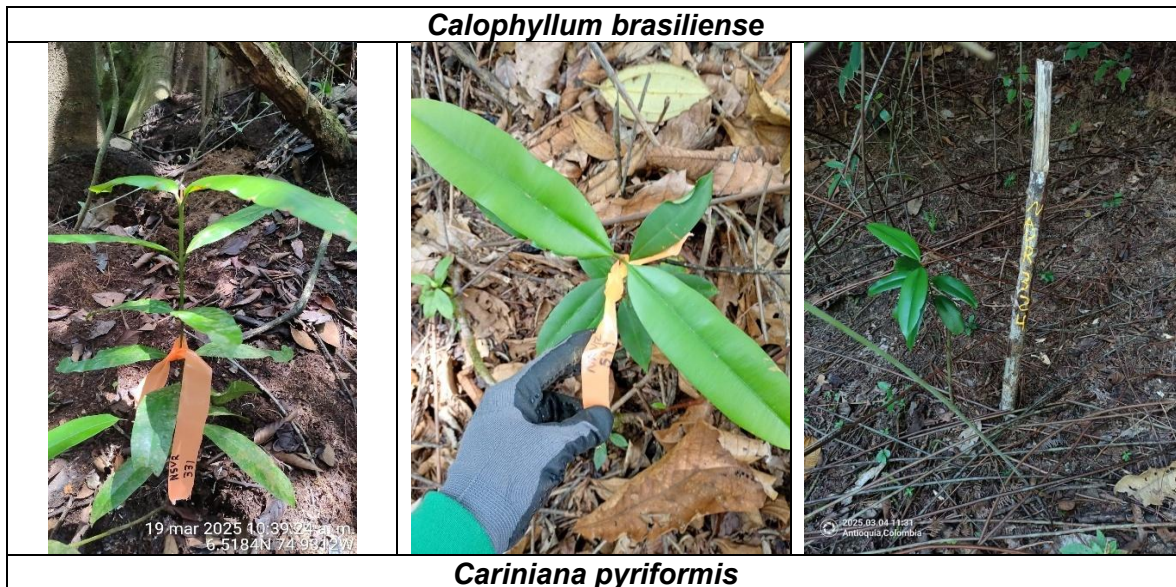 Calophyllum brasiliense
NSVR
331
19 mar 2025 10:39:24 a. m.
6.5184N 74.9312W
2025.03.04 11:31
Antioquia,Colombia
Cariniana pyriformis